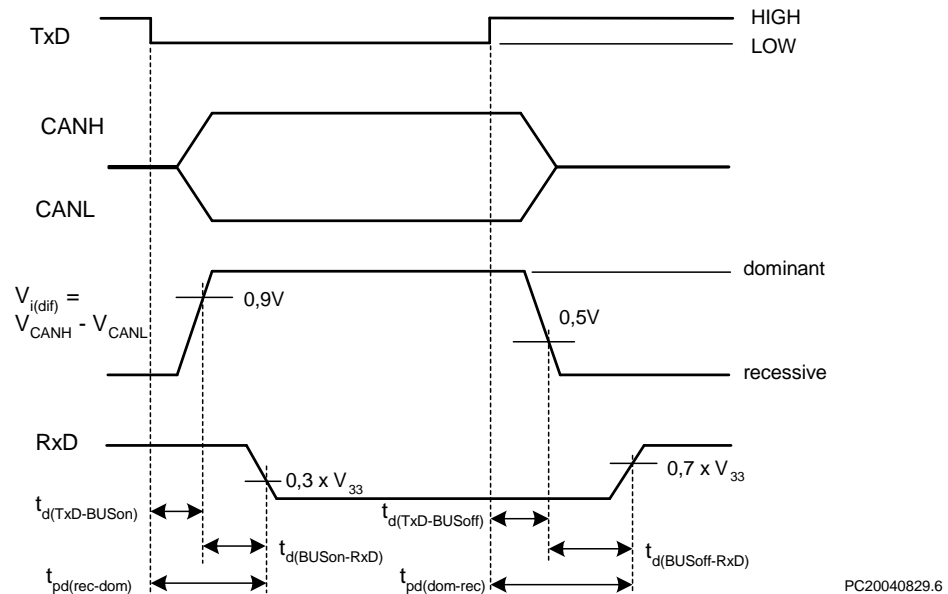 TxD
HIGH
LOW
CANH
CANL
dominant
V_i(dif) =
V_CANH - V_CANL
0,9V
0,5V
recessive
RxD
0,3 x V_33
0,7 x V_33
t_d(TxD-BUSon)
t_d(TxD-BUSoff)
t_d(BUSon-RxD)
t_d(BUSoff-RxD)
t_pd(rec-dom)
t_pd(dom-rec)
PC20040829.6